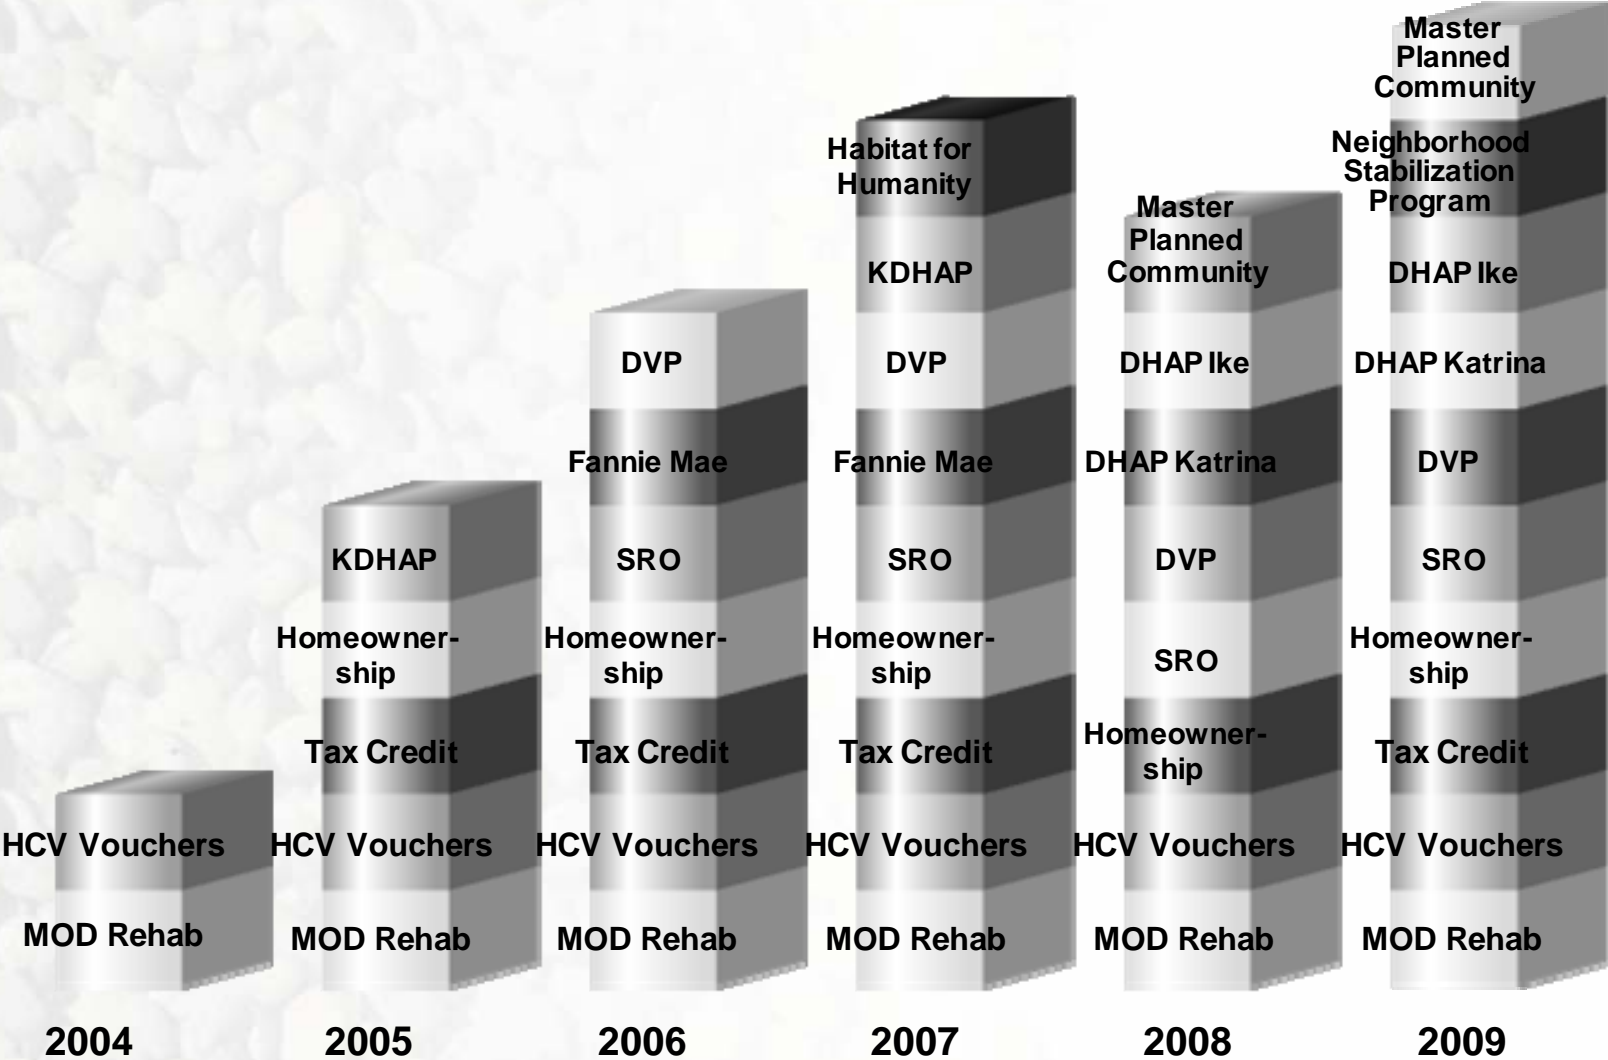 MOD Rehab
HCV Vouchers
2004
KDHAP
Homeowner-
ship
Tax Credit
HCV Vouchers
MOD Rehab
2005
DVP
Fannie Mae
SRO
Homeowner-
ship
Tax Credit
HCV Vouchers
MOD Rehab
2006
Habitat for
Humanity
KDHAP
DVP
Fannie Mae
SRO
Homeowner-
ship
Tax Credit
HCV Vouchers
MOD Rehab
2007
Master
Planned
Community
DHAP Ike
DHAP Katrina
DVP
SRO
Homeowner-
ship
HCV Vouchers
MOD Rehab
2008
Master
Planned
Community
Neighborhood
Stabilization
Program
DHAP Ike
DHAP Katrina
DVP
SRO
Homeowner-
ship
Tax Credit
HCV Vouchers
MOD Rehab
2009